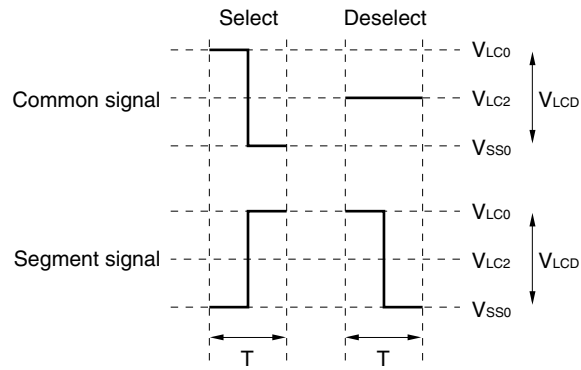 Select Deselect
VLC0
Common signal VLC2 VLCD
VSS0
VLC0
Segment signal VLC2 VLCD
VSS0
T T